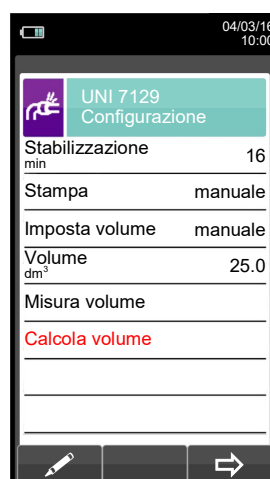 04/03/16
10:00
UNI 7129
Configurazione
Stabilizzazione 16
min
Stampa manuale
Imposta volume manuale
Volume 25.0
dm³
Misura volume
Calcola volume